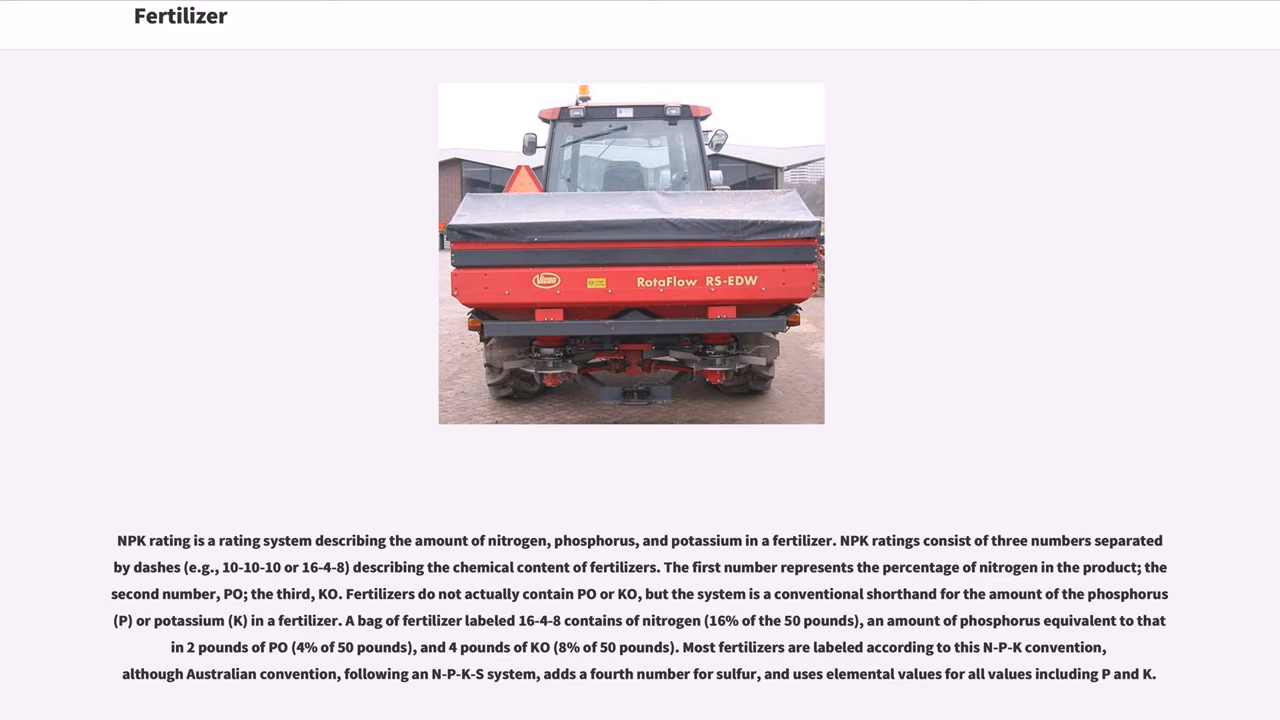 Fertilizer
Vicon
RotaFlow RS-EDW
NPK rating is a rating system describing the amount of nitrogen, phosphorus, and potassium in a fertilizer. NPK ratings consist of three numbers separated
by dashes (e.g., 10-10-10 or 16-4-8) describing the chemical content of fertilizers. The first number represents the percentage of nitrogen in the product; the
second number, PO; the third, KO. Fertilizers do not actually contain PO or KO, but the system is a conventional shorthand for the amount of the phosphorus
(P) or potassium (K) in a fertilizer. A bag of fertilizer labeled 16-4-8 contains of nitrogen (16% of the 50 pounds), an amount of phosphorus equivalent to that
in 2 pounds of PO (4% of 50 pounds), and 4 pounds of KO (8% of 50 pounds). Most fertilizers are labeled according to this N-P-K convention,
although Australian convention, following an N-P-K-S system, adds a fourth number for sulfur, and uses elemental values for all values including P and K.